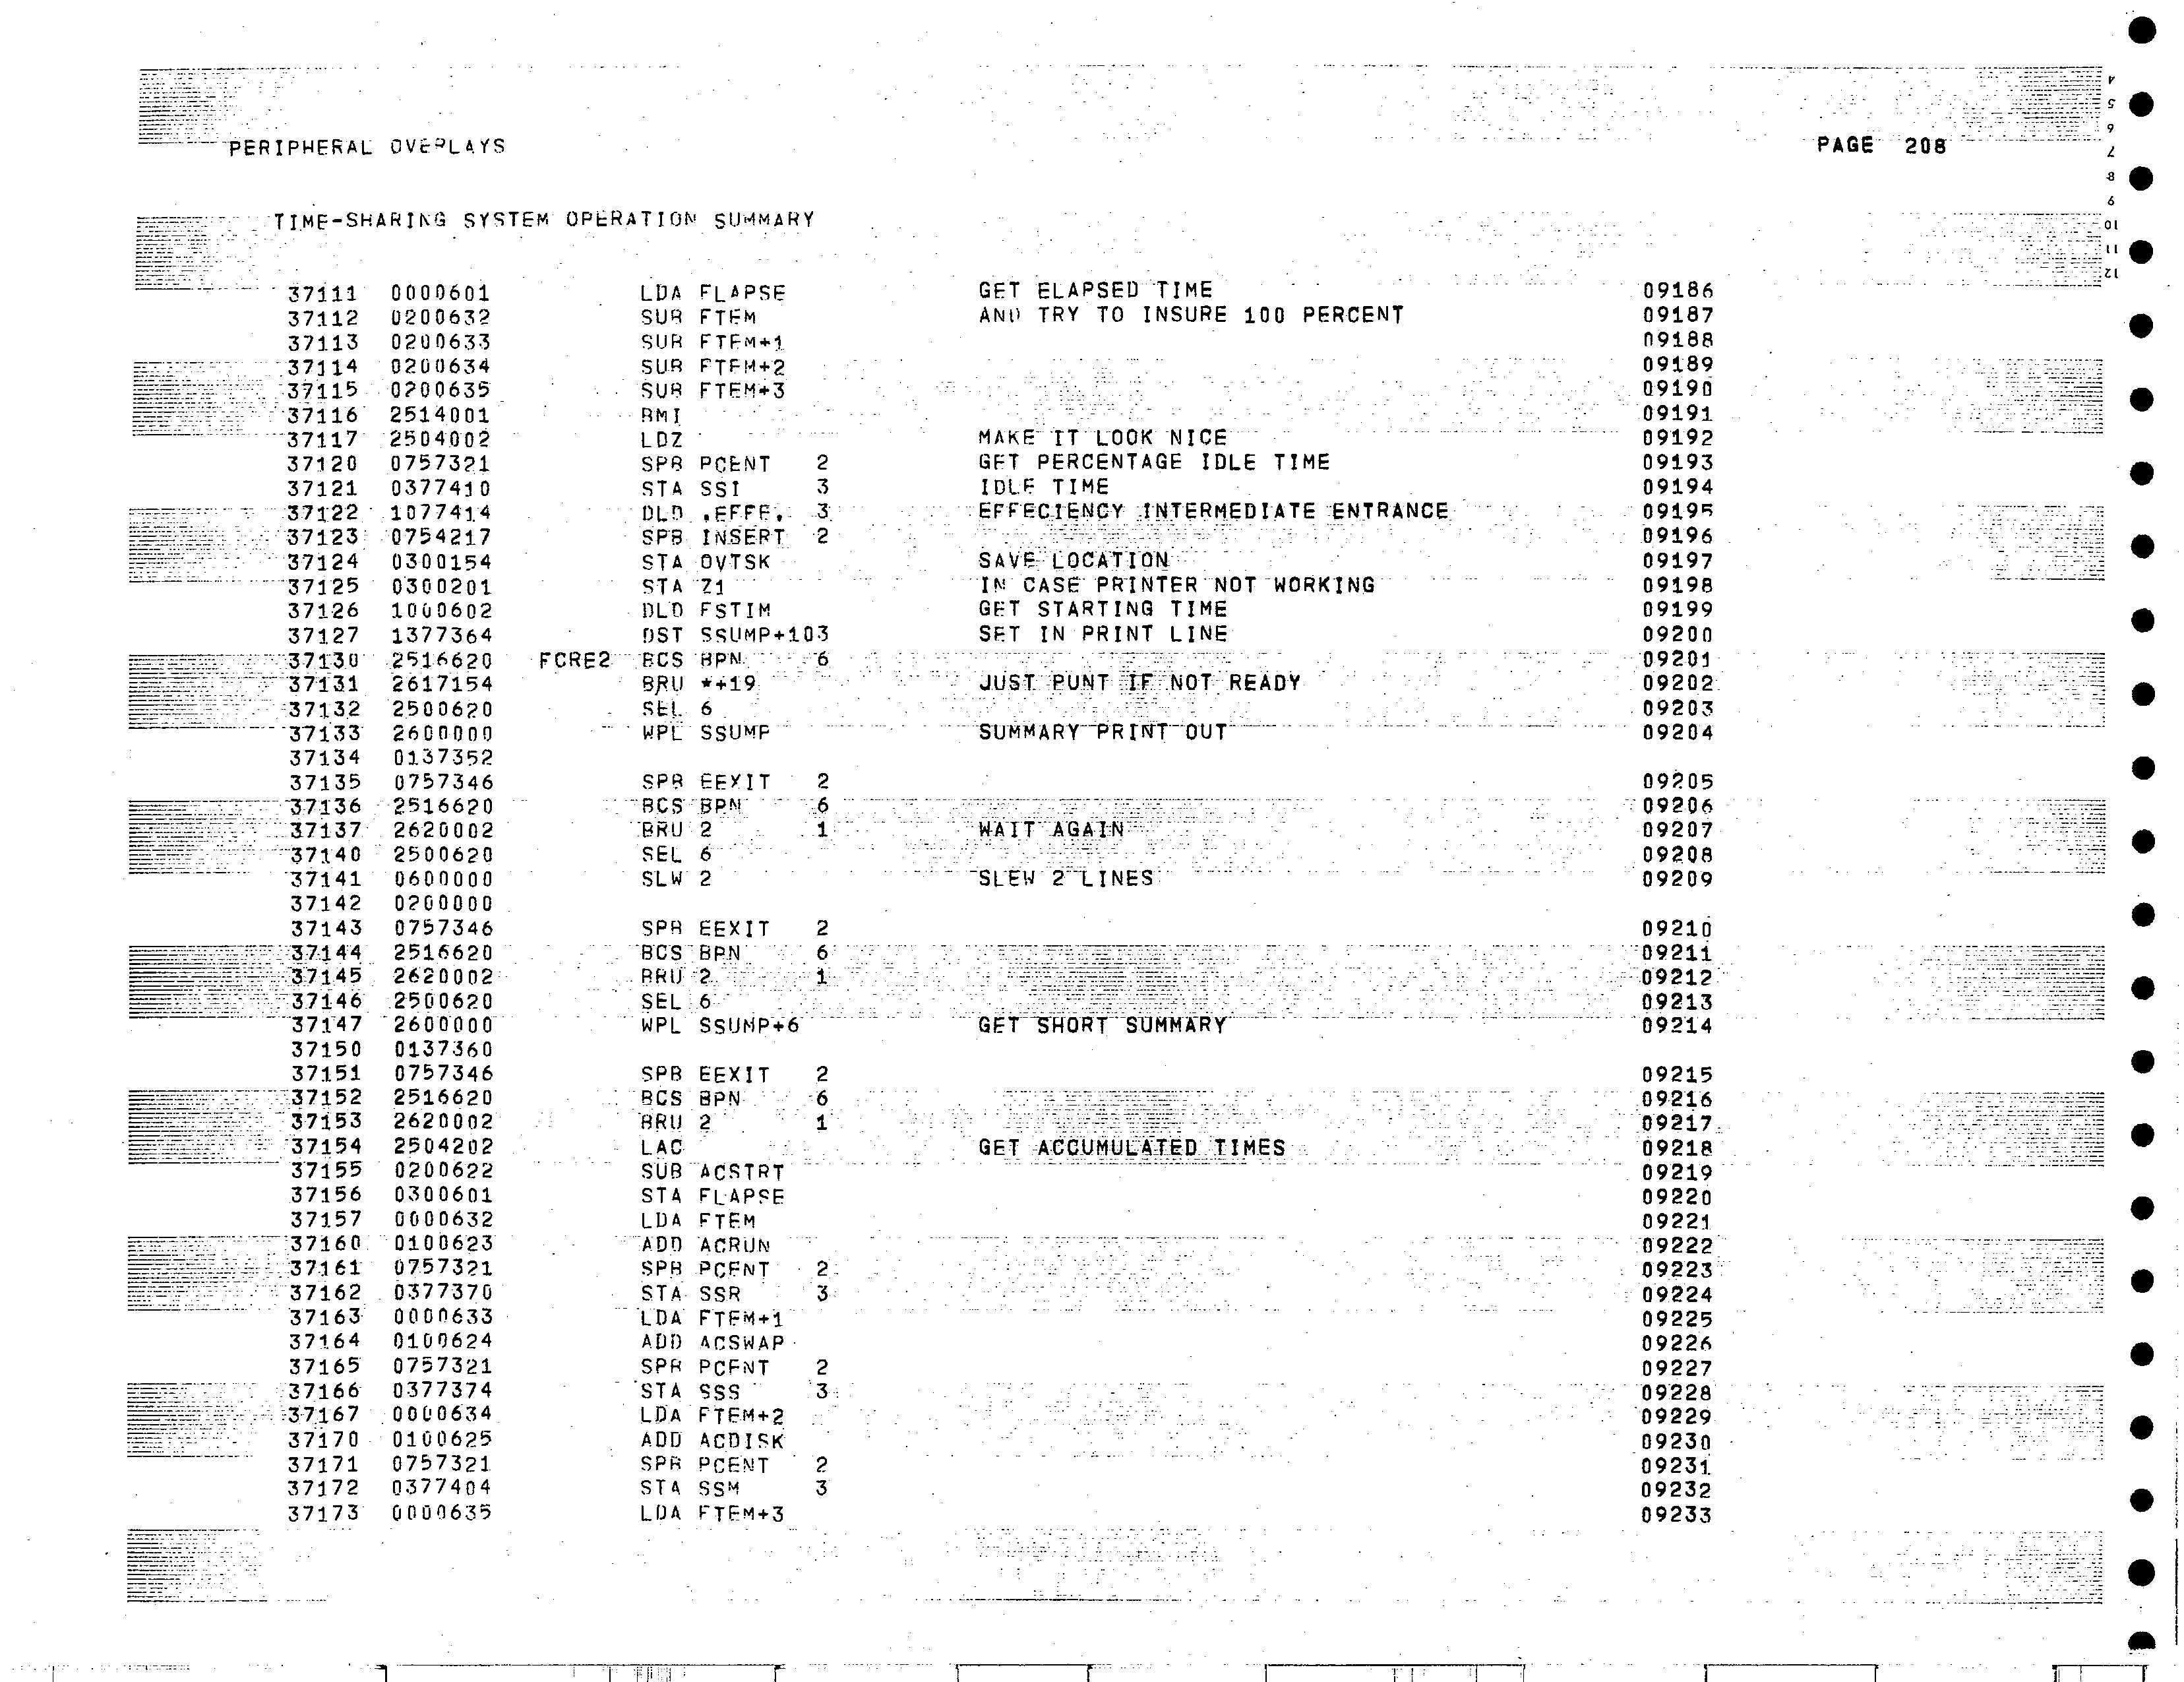 PERIPHERAL OVERLAYS PAGE 208
TIME-SHARING SYSTEM OPERATION SUMMARY
37111 0000601 LDA FLAPSE GET ELAPSED TIME 09186
37112 0200632 SUB FTEM AND TRY TO INSURE 100 PERCENT 09187
37113 0200633 SUB FTEM+1 09188
37114 0200634 SUB FTEM+2 09189
37115 0200635 SUB FTEM+3 09190
37116 2514001 BMI 09191
37117 2504002 LDZ MAKE IT LOOK NICE 09192
37120 0757321 SPB PCENT 2 GET PERCENTAGE IDLE TIME 09193
37121 0377410 STA SSI 3 IDLE TIME 09194
37122 1077414 DLD .EFFE. 3 EFFECIENCY INTERMEDIATE ENTRANCE 09195
37123 0754217 SPB INSERT 2 09196
37124 0300154 STA OVTSK SAVE LOCATION 09197
37125 0300201 STA Z1 IN CASE PRINTER NOT WORKING 09198
37126 1000602 DLD FSTIM GET STARTING TIME 09199
37127 1377364 DST SSUMP+103 SET IN PRINT LINE 09200
37130 2516620 FCRE2 BCS BPN 6 09201
37131 2617154 BRU *+19 JUST PUNT IF NOT READY 09202
37132 2500620 SEL 6 09203
37133 2600000 WPL SSUMP SUMMARY PRINT OUT 09204
37134 0137352
37135 0757346 SPB EEXIT 2 09205
37136 2516620 BCS BPN 6 09206
37137 2620002 BRU 2 1 WAIT AGAIN 09207
37140 2500620 SEL 6 09208
37141 0600000 SLW 2 SLEW 2 LINES 09209
37142 0200000
37143 0757346 SPB EEXIT 2 09210
37144 2516620 BCS BPN 6 09211
37145 2620002 BRU 2 1 09212
37146 2500620 SEL 6 09213
37147 2600000 WPL SSUMP+6 GET SHORT SUMMARY 09214
37150 0137360
37151 0757346 SPB EEXIT 2 09215
37152 2516620 BCS BPN 6 09216
37153 2620002 BRU 2 1 09217
37154 2504202 LAC GET ACCUMULATED TIMES 09218
37155 0200622 SUB ACSTRT 09219
37156 0300601 STA FLAPSE 09220
37157 0000632 LDA FTEM 09221
37160 0100623 ADD ACRUN 09222
37161 0757321 SPB PCENT 2 09223
37162 0377370 STA SSR 3 09224
37163 0000633 LDA FTEM+1 09225
37164 0100624 ADD ACSWAP 09226
37165 0757321 SPB PCENT 2 09227
37166 0377374 STA SSS 3 09228
37167 0000634 LDA FTEM+2 09229
37170 0100625 ADD ACDISK 09230
37171 0757321 SPB PCENT 2 09231
37172 0377404 STA SSM 3 09232
37173 0000635 LDA FTEM+3 09233
4
5
6
7
8
9
10
11
12